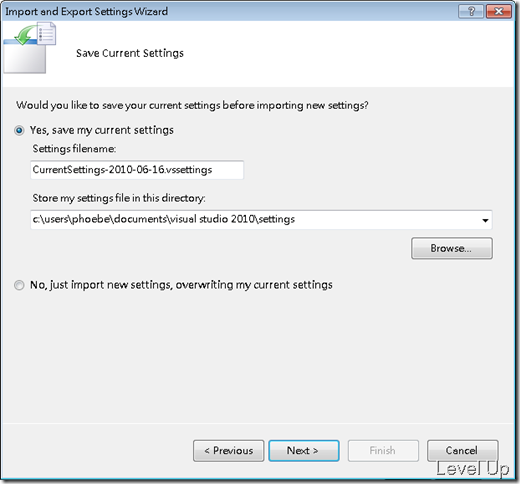 Import and Export Settings Wizard
Save Current Settings
Would you like to save your current settings before importing new settings?
Yes, save my current settings
Settings filename:
CurrentSettings-2010-06-16.vssettings
Store my settings file in this directory:
c:\users\phoebe\documents\visual studio 2010\settings
Browse...
No, just import new settings, overwriting my current settings
< Previous
Next >
Finish
Cancel
Level Up